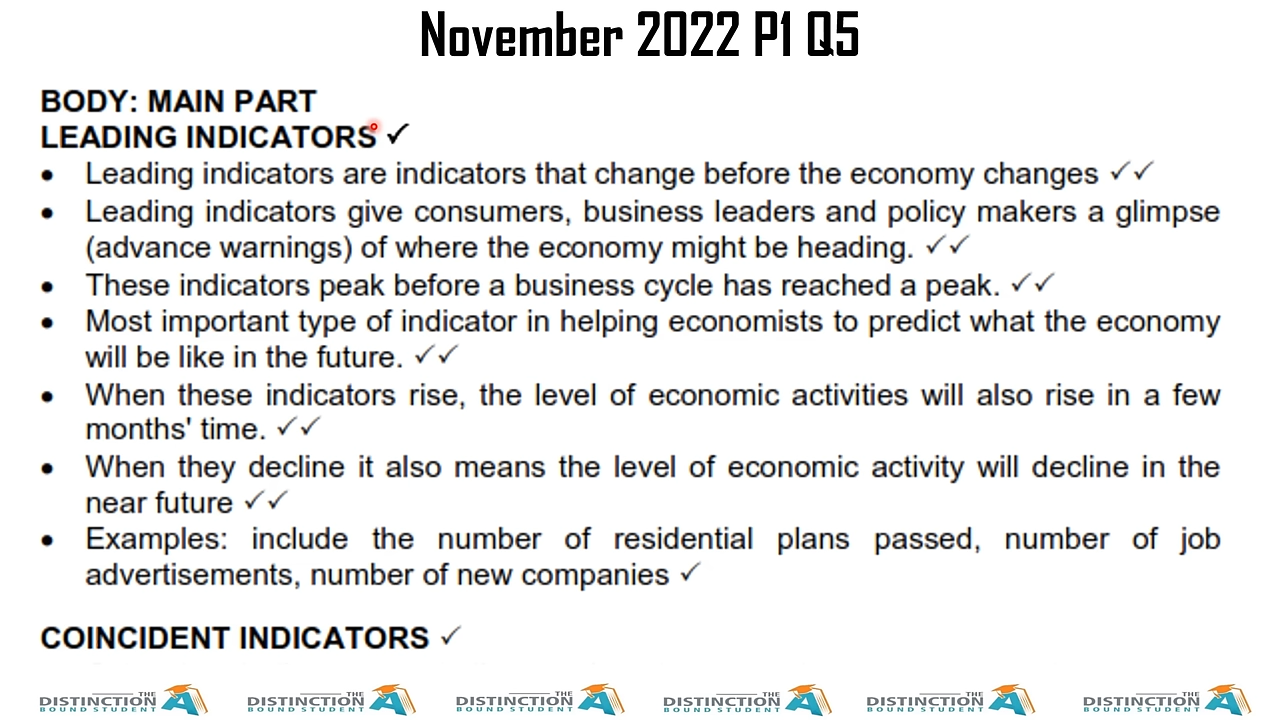 November 2022 P1 Q5
BODY: MAIN PART
LEADING INDICATORS ✓
• Leading indicators are indicators that change before the economy changes ✓✓
• Leading indicators give consumers, business leaders and policy makers a glimpse
(advance warnings) of where the economy might be heading. ✓✓
• These indicators peak before a business cycle has reached a peak. ✓✓
• Most important type of indicator in helping economists to predict what the economy
will be like in the future. ✓✓
• When these indicators rise, the level of economic activities will also rise in a few
months' time. ✓✓
• When they decline it also means the level of economic activity will decline in the
near future ✓✓
• Examples: include the number of residential plans passed, number of job
advertisements, number of new companies ✓
COINCIDENT INDICATORS ✓
THE DISTINCTION BOUND STUDENT A
THE DISTINCTION BOUND STUDENT A
THE DISTINCTION BOUND STUDENT A
THE DISTINCTION BOUND STUDENT A
THE DISTINCTION BOUND STUDENT A
THE DISTINCTION BOUND STUDENT A